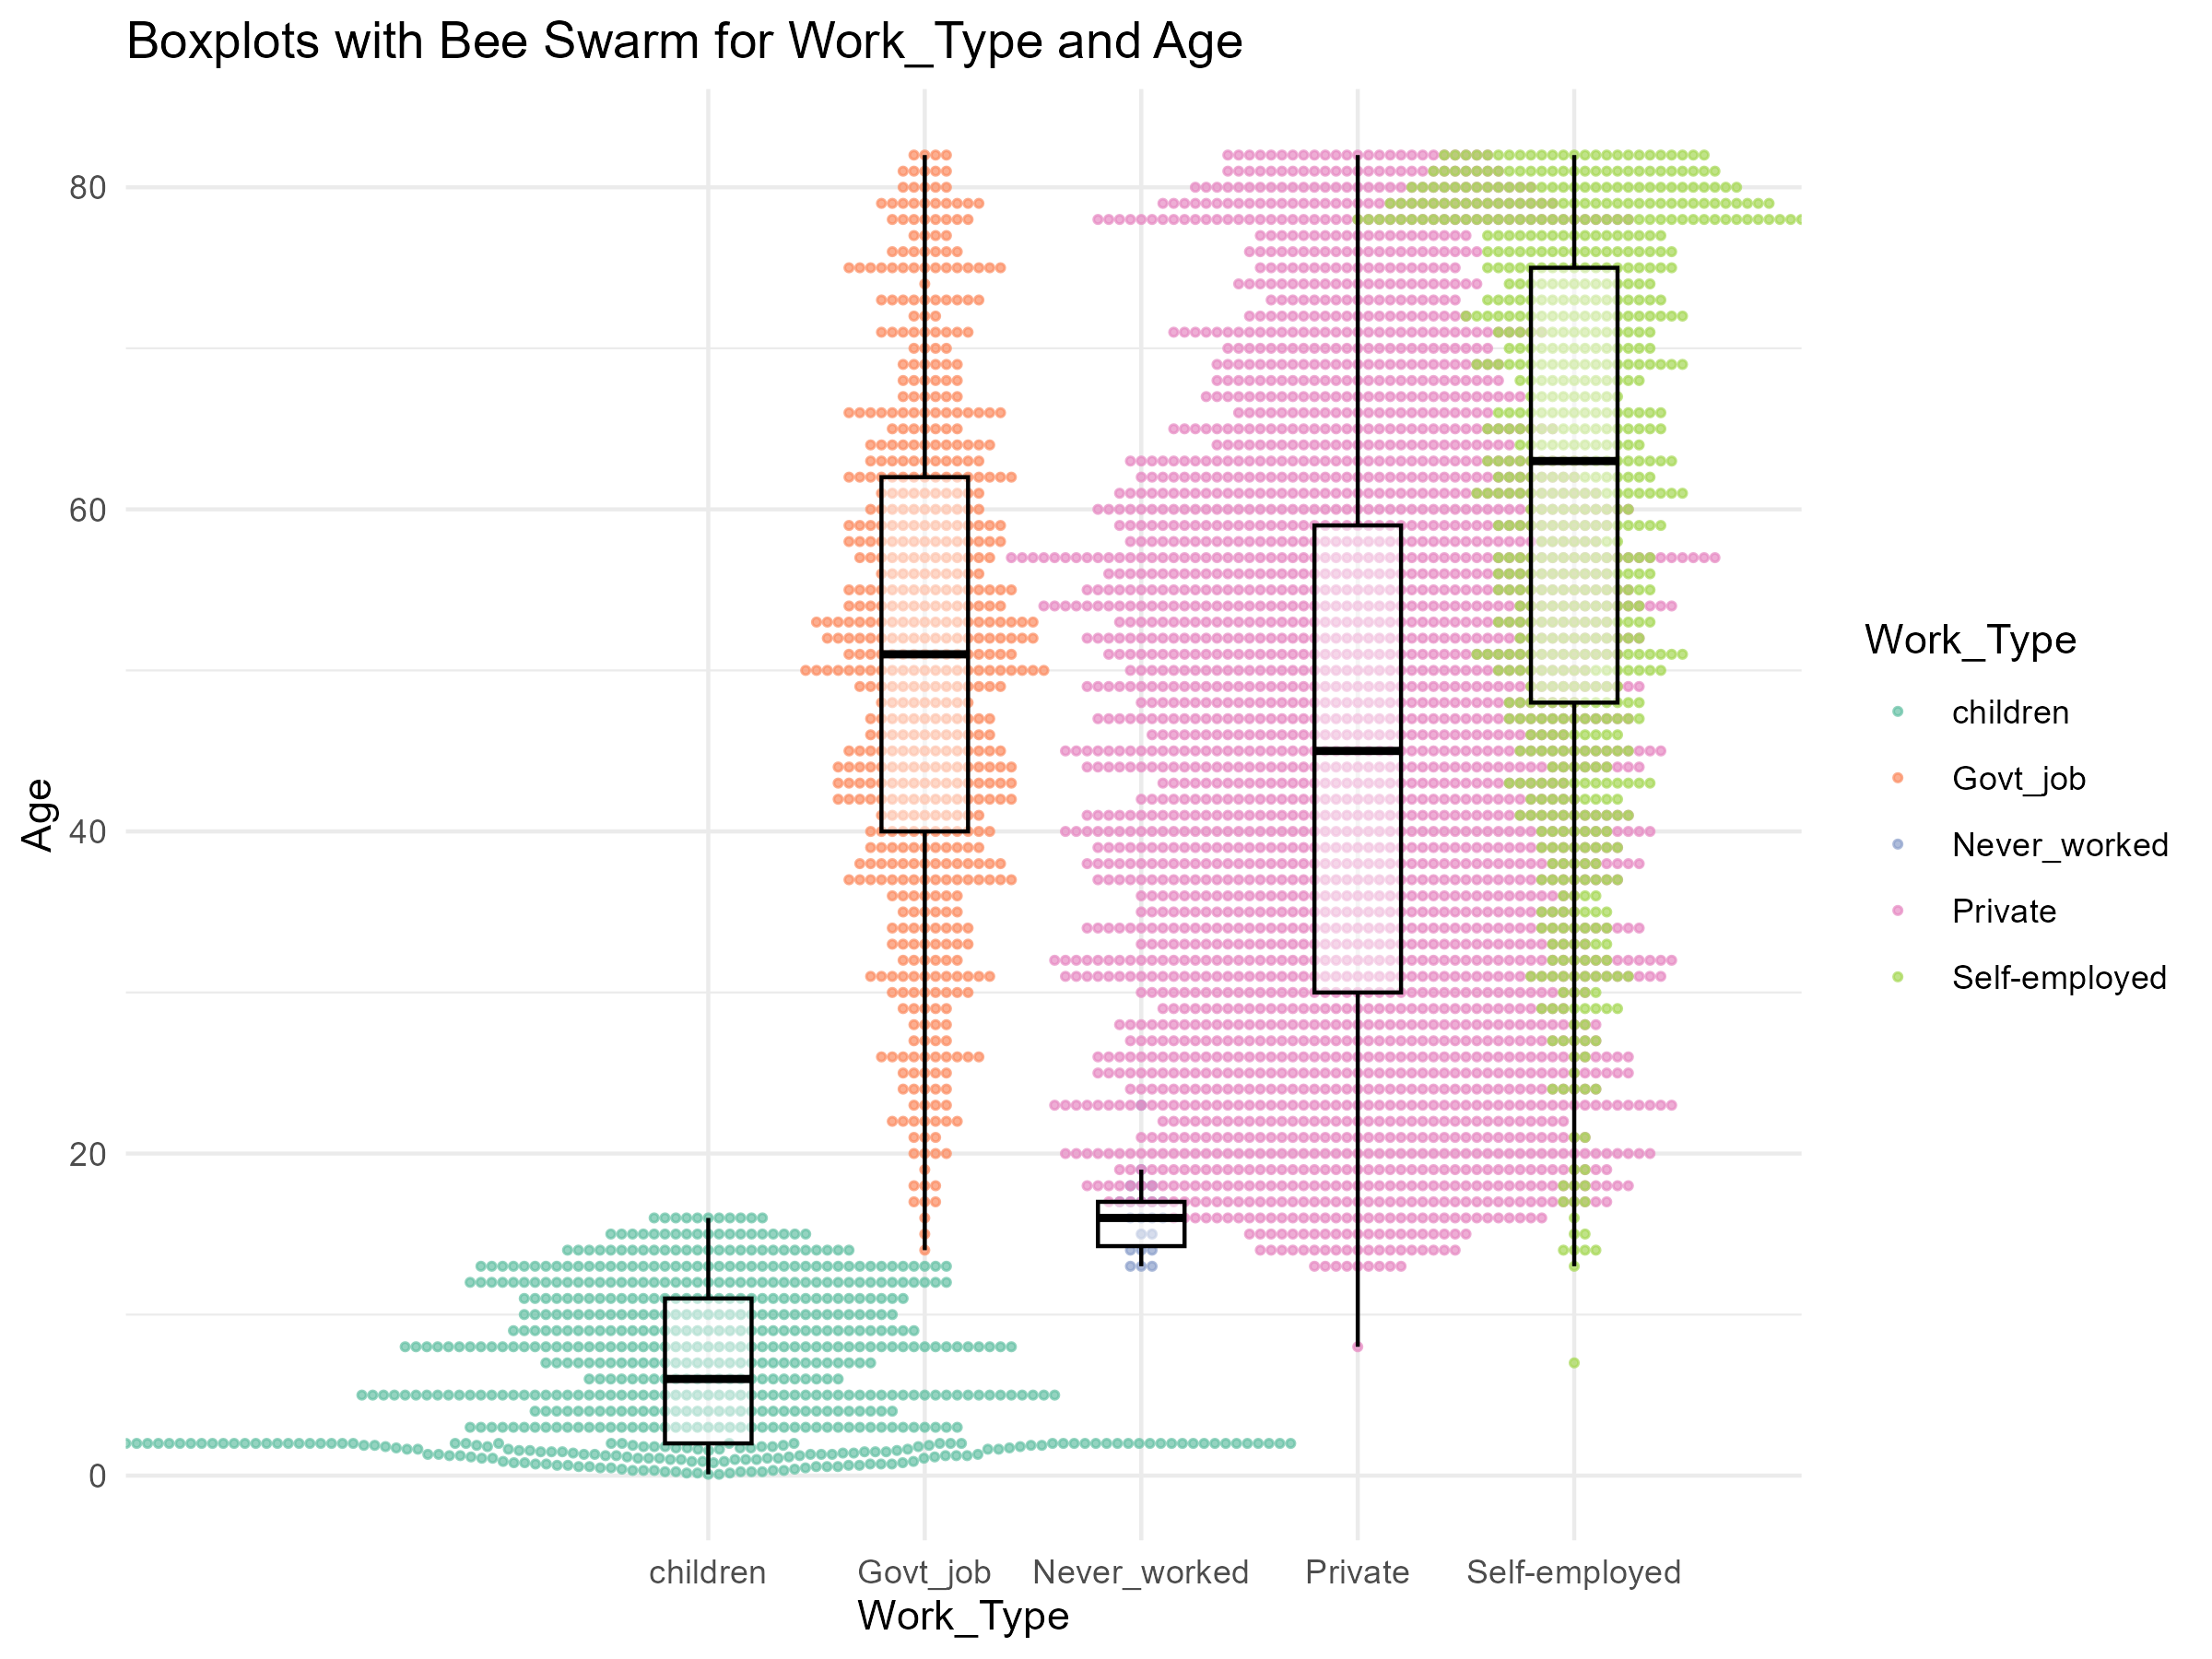 Boxplots with Bee Swarm for Work_Type and Age
80
60
40
20
0
Age
children
Govt_job
Never_worked
Private
Self-employed
Work_Type
Work_Type
children
Govt_job
Never_worked
Private
Self-employed